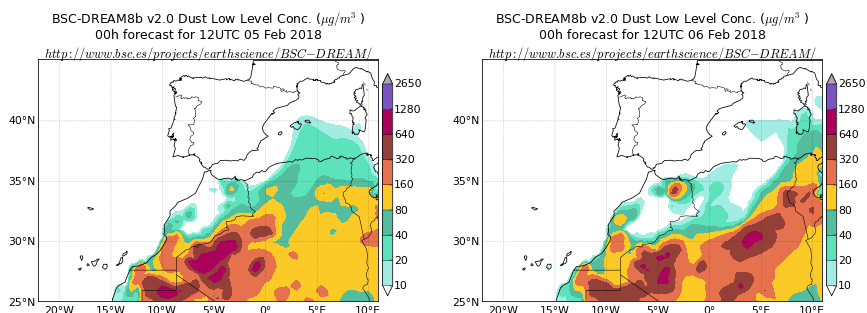 BSC-DREAM8b v2.0 Dust Low Level Conc. (μg/m³ )
00h forecast for 12UTC 05 Feb 2018
http://www.bsc.es/projects/earthscience/BSC−DREAM/
40°N
35°N
30°N
25°N
20°W
15°W
10°W
5°W
0°
5°E
10°E
2650
1280
640
320
160
80
40
20
10
BSC-DREAM8b v2.0 Dust Low Level Conc. (μg/m³ )
00h forecast for 12UTC 06 Feb 2018
http://www.bsc.es/projects/earthscience/BSC−DREAM/
40°N
35°N
30°N
25°N
20°W
15°W
10°W
5°W
0°
5°E
10°E
2650
1280
640
320
160
80
40
20
10